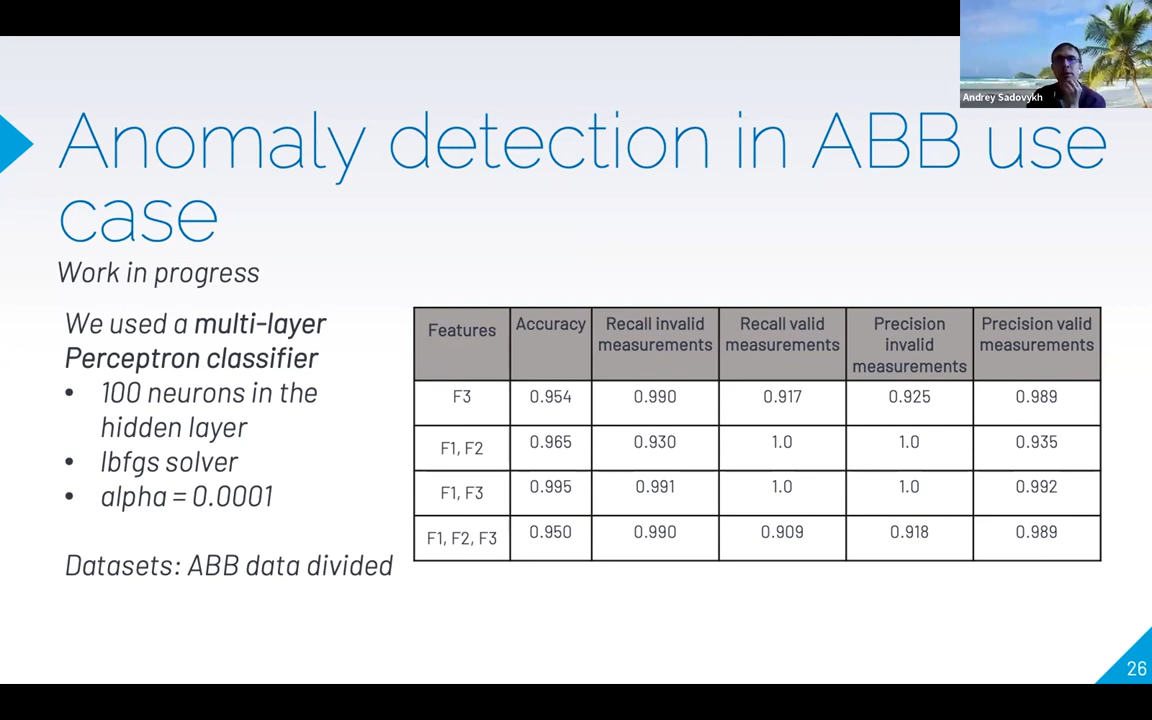 Andrey Sadovykh
Anomaly detection in ABB use
case
Work in progress
We used a multi-layer
Perceptron classifier
• 100 neurons in the
hidden layer
• lbfgs solver
• alpha = 0.0001
Datasets: ABB data divided
Features Accuracy Recall invalid measurements Recall valid measurements Precision invalid measurements Precision valid measurements
F3 0.954 0.990 0.917 0.925 0.989
F1, F2 0.965 0.930 1.0 1.0 0.935
F1, F3 0.995 0.991 1.0 1.0 0.992
F1, F2, F3 0.950 0.990 0.909 0.918 0.989
26